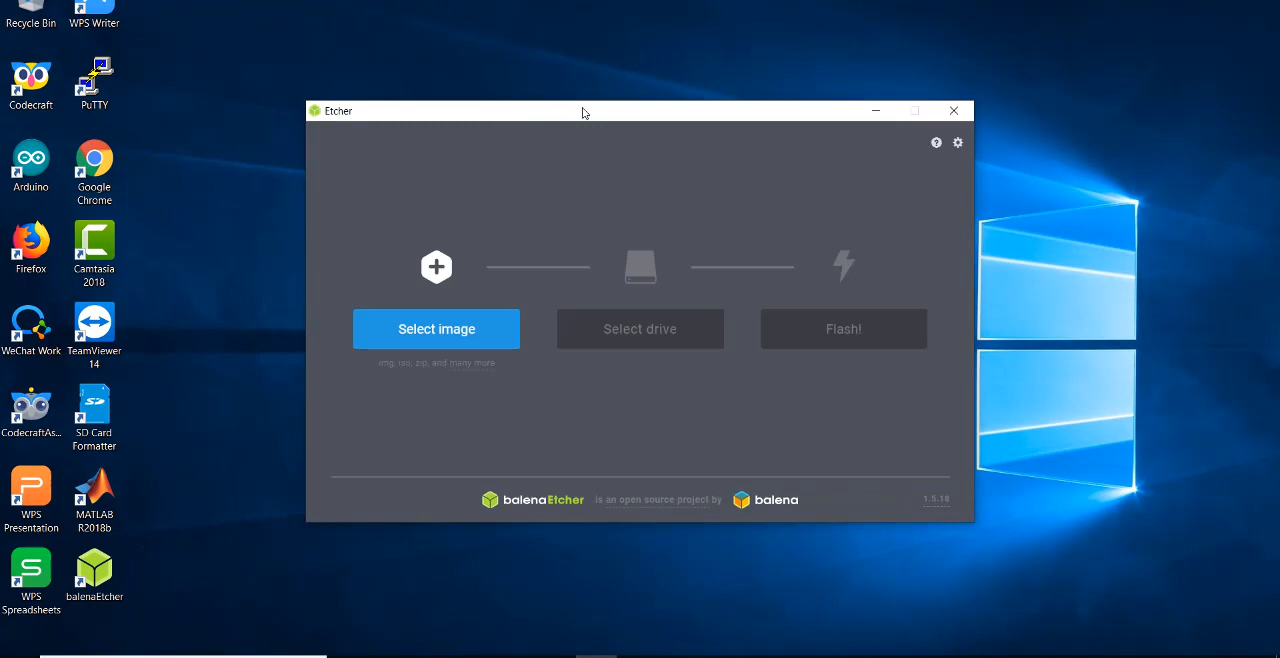 Recycle Bin
WPS Writer
Codecraft
PuTTY
Arduino
Google
Chrome
Firefox
Camtasia
2018
WeChat Work
TeamViewer
14
CodecraftAs...
SD
SD Card
Formatter
WPS
Presentation
MATLAB
R2018b
WPS
Spreadsheets
balenaEtcher
Etcher
Select image
Select drive
Flash!
img, iso, zip, and many more
balenaEtcher is an open source project by balena
1.5.18